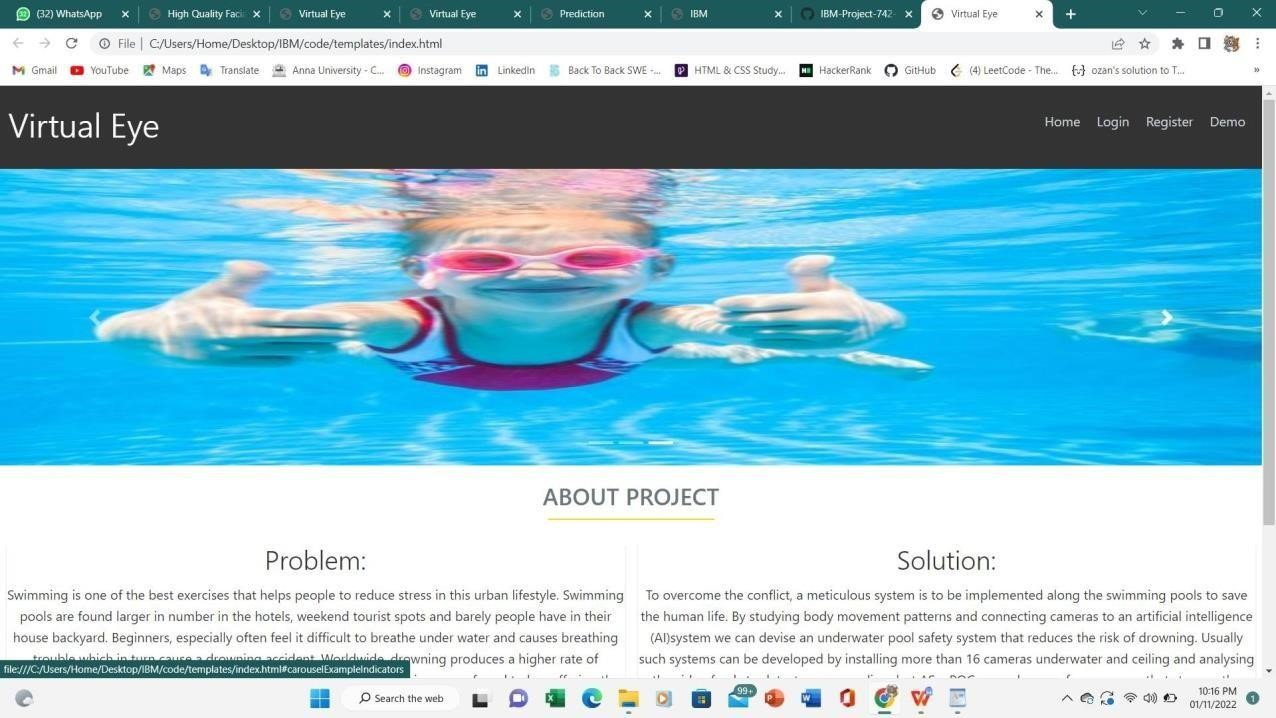 (32) WhatsApp
High Quality Facia
Virtual Eye
Virtual Eye
Prediction
IBM
IBM-Project-742-
Virtual Eye
File
C:/Users/Home/Desktop/IBM/code/templates/index.html
Gmail
YouTube
Maps
Translate
Anna University - C...
Instagram
LinkedIn
Back To Back SWE -...
HTML & CSS Study...
HackerRank
GitHub
(4) LeetCode - The...
ozan's solution to T...
Virtual Eye
Home Login Register Demo
ABOUT PROJECT
Problem:
Swimming is one of the best exercises that helps people to reduce stress in this urban lifestyle. Swimming
pools are found larger in number in the hotels, weekend tourist spots and barely people have in their
house backyard. Beginners, especially often feel it difficult to breathe under water and causes breathing
trouble which in turn cause a drowning accident. Worldwide, drowning produces a higher rate of
Solution:
To overcome the conflict, a meticulous system is to be implemented along the swimming pools to save
the human life. By studying body movement patterns and connecting cameras to an artificial intelligence
(AI)system we can devise an underwater pool safety system that reduces the risk of drowning. Usually
such systems can be developed by installing more than 16 cameras underwater and ceiling and analysing
file:///C:/Users/Home/Desktop/IBM/code/templates/index.html#carouselExampleIndicators
Search the web
99+
10:16 PM
01/11/2022
1